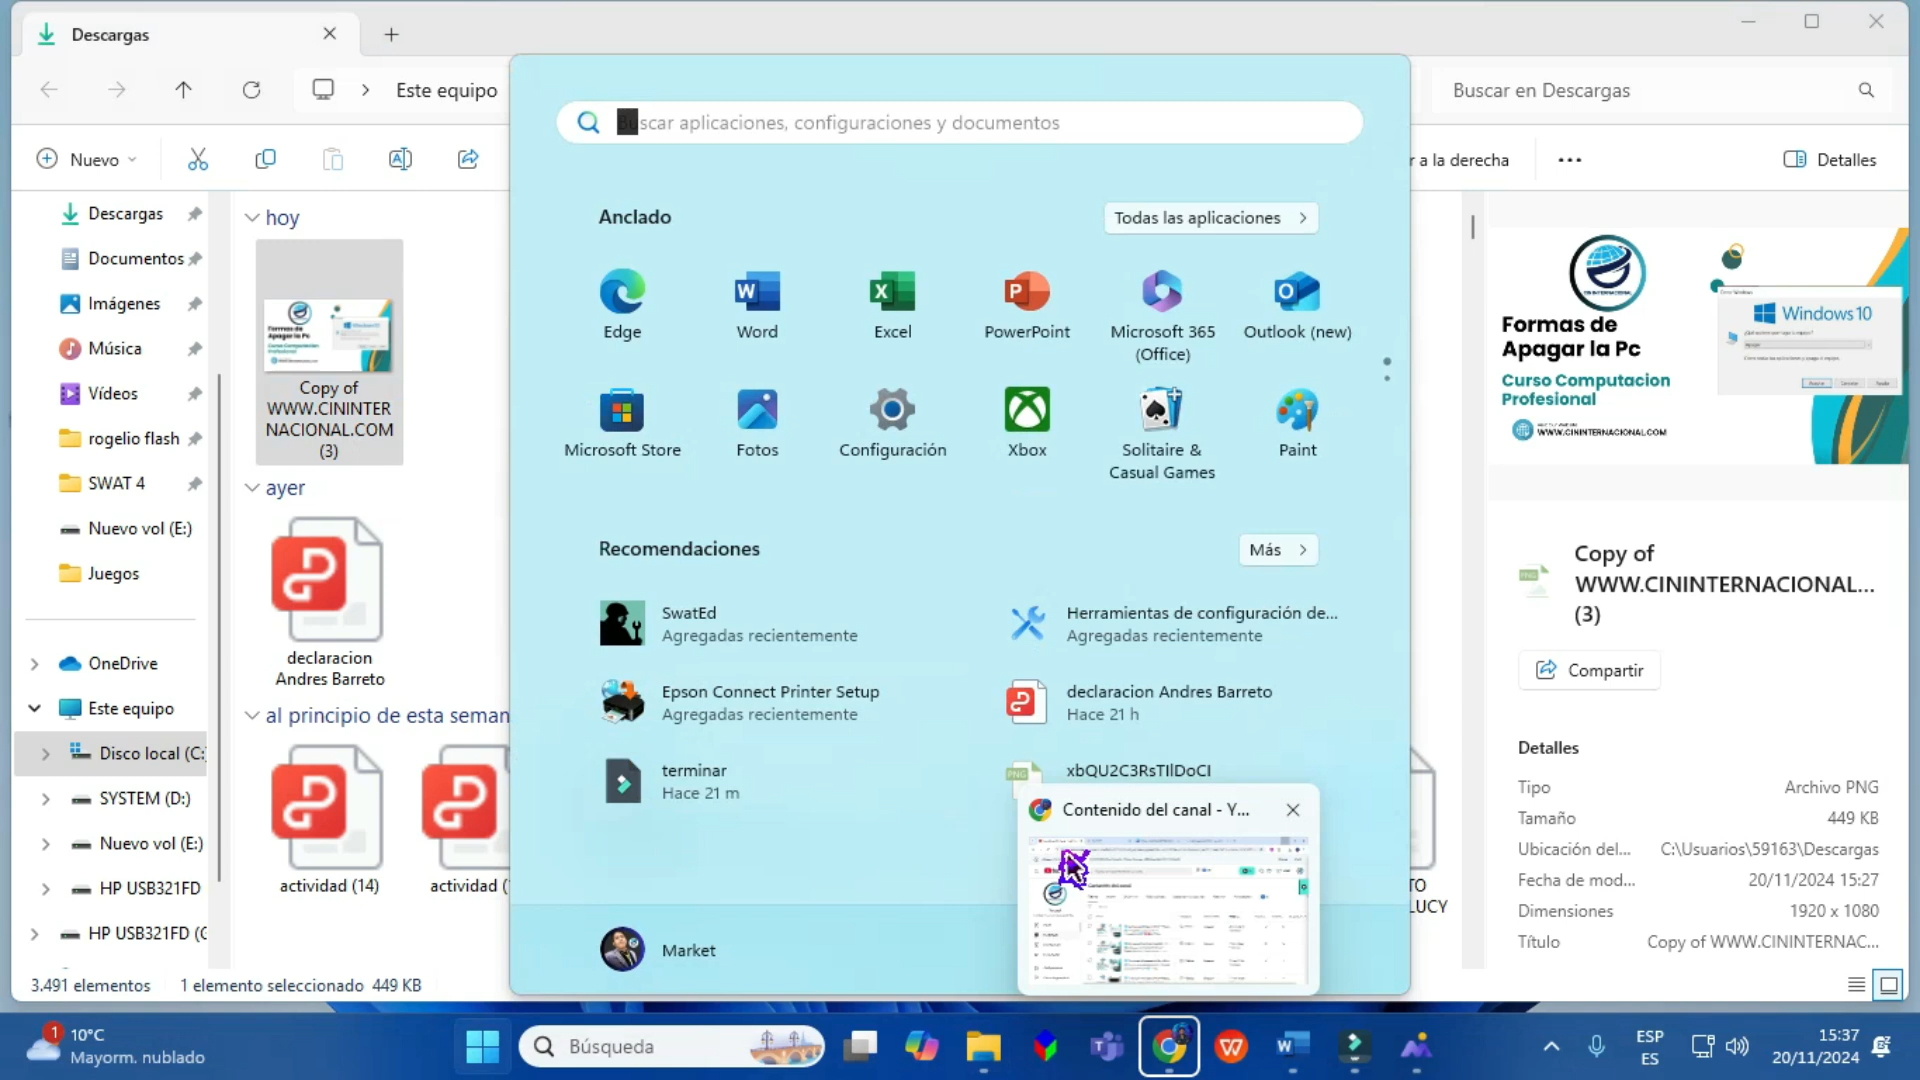 Descargas
Este equipo
Buscar en Descargas
Nuevo
r a la derecha
Detalles
Buscar aplicaciones, configuraciones y documentos
Anclado
Todas las aplicaciones
Edge
Word
Excel
PowerPoint
Microsoft 365
(Office)
Outlook (new)
Microsoft Store
Fotos
Configuración
Xbox
Solitaire &
Casual Games
Paint
Recomendaciones
Más
SwatEd
Agregadas recientemente
Herramientas de configuración de...
Agregadas recientemente
Epson Connect Printer Setup
Agregadas recientemente
declaracion Andres Barreto
Hace 21 h
terminar
Hace 21 m
xbQU2C3RsTIlDoCI
Contenido del canal - Y...
Market
Descargas
Documentos
Imágenes
Música
Vídeos
rogelio flash
SWAT 4
Nuevo vol (E:)
Juegos
OneDrive
Este equipo
Disco local (C:
SYSTEM (D:)
Nuevo vol (E:)
HP USB321FD
HP USB321FD (
hoy
Copy of
WWW.CININTER
NACIONAL.COM
(3)
ayer
declaracion
Andres Barreto
al principio de esta seman
actividad (14)
actividad (
TO
LUCY
Formas de
Apagar la Pc
Curso Computacion
Profesional
WWW.CININTERNACIONAL.COM
Windows 10
Copy of
WWW.CININTERNACIONAL...
(3)
Compartir
Detalles
Tipo Archivo PNG
Tamaño 449 KB
Ubicación del... C:\Usuarios\59163\Descargas
Fecha de mod... 20/11/2024 15:27
Dimensiones 1920 x 1080
Título Copy of WWW.CININTERNAC...
3.491 elementos 1 elemento seleccionado 449 KB
1
10°C
Mayorm. nublado
Búsqueda
ESP
ES
15:37
20/11/2024